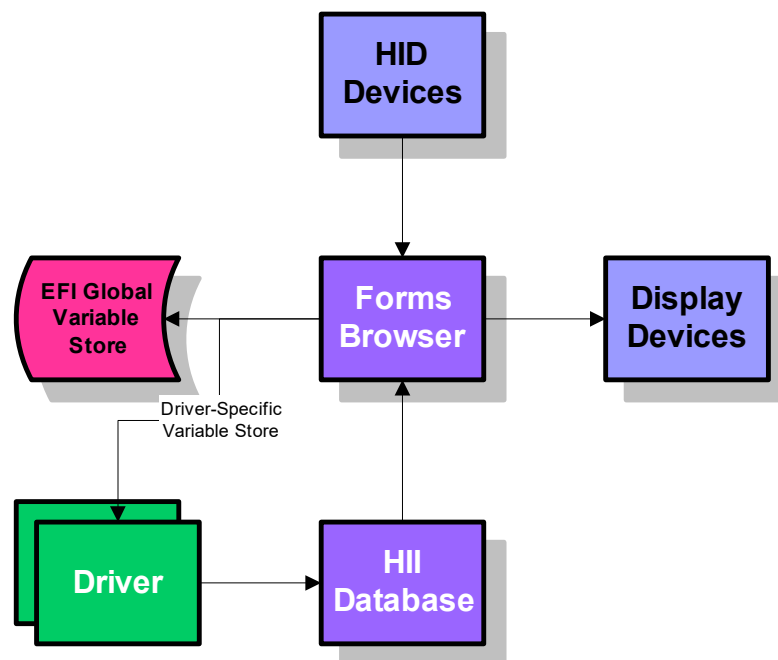 HID
Devices
EFI Global
Variable
Store
Forms
Browser
Display
Devices
Driver-Specific
Variable Store
Driver
HII
Database